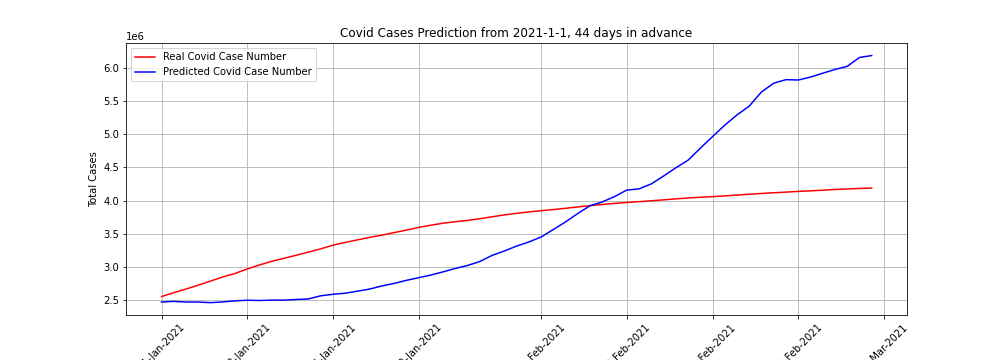 Covid Cases Prediction from 2021-1-1, 44 days in advance
1e6
Real Covid Case Number
Predicted Covid Case Number
6.0
5.5
5.0
4.5
4.0
3.5
3.0
2.5
Total Cases
-Jan-2021
-Jan-2021
-Jan-2021
-Jan-2021
Feb-2021
-Feb-2021
-Feb-2021
-Feb-2021
Mar-2021